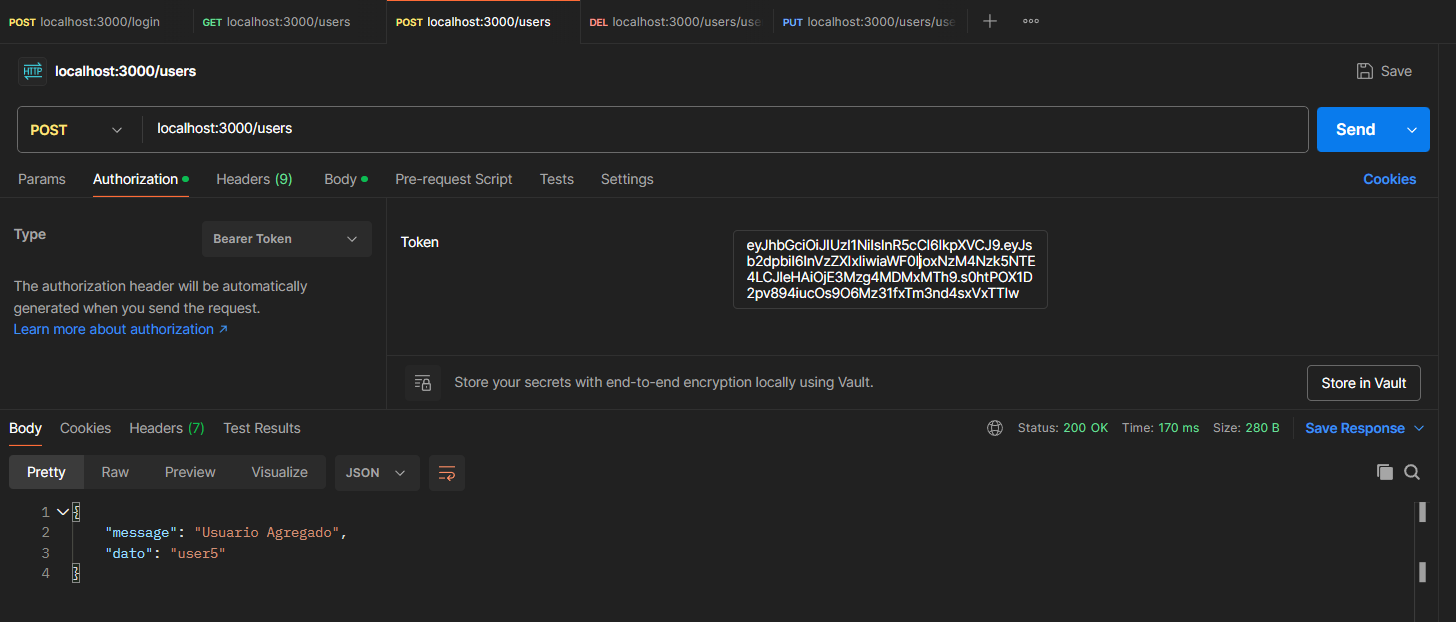 POST localhost:3000/login GET localhost:3000/users POST localhost:3000/users DEL localhost:3000/users/use PUT localhost:3000/users/use
HTTP localhost:3000/users Save
POST localhost:3000/users Send
Params Authorization Headers (9) Body Pre-request Script Tests Settings Cookies
Type Bearer Token Token
eyJhbGciOiJIUzI1NiIsInR5cCI6IkpXVCJ9.eyJs
b2dpbiI6InVzZXIxIiwiaWF0IjoxNzM4Nzk5NTE
4LCJleHAiOjE3Mzg4MDMxMTh9.s0htPOX1D
2pv894iucOs9O6Mz31fxTm3nd4sxVxTTIw
The authorization header will be automatically
generated when you send the request.
Learn more about authorization ↗
Store your secrets with end-to-end encryption locally using Vault. Store in Vault
Body Cookies Headers (7) Test Results Status: 200 OK Time: 170 ms Size: 280 B Save Response
Pretty Raw Preview Visualize JSON
1 {
2 "message": "Usuario Agregado",
3 "dato": "user5"
4 }